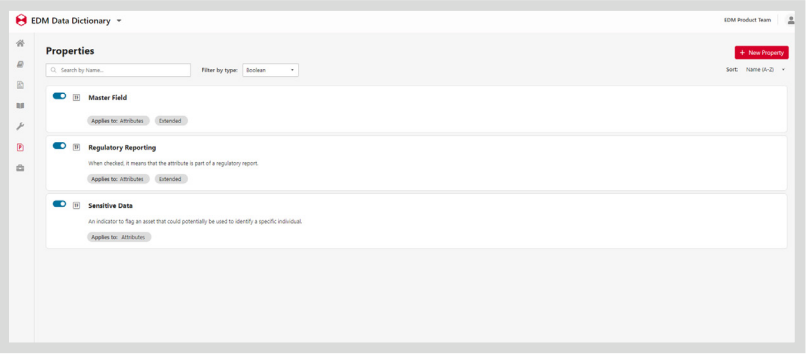 EDM Data Dictionary
EDM Product Team
Properties
+ New Property
Search by Name...
Filter by type: Boolean
Sort: Name (A-Z)
Master Field
Applies to: Attributes Extended
Regulatory Reporting
When checked, it means that the attribute is part of a regulatory report.
Applies to: Attributes Extended
Sensitive Data
An indicator to flag an asset that could potentially be used to identify a specific individual.
Applies to: Attributes